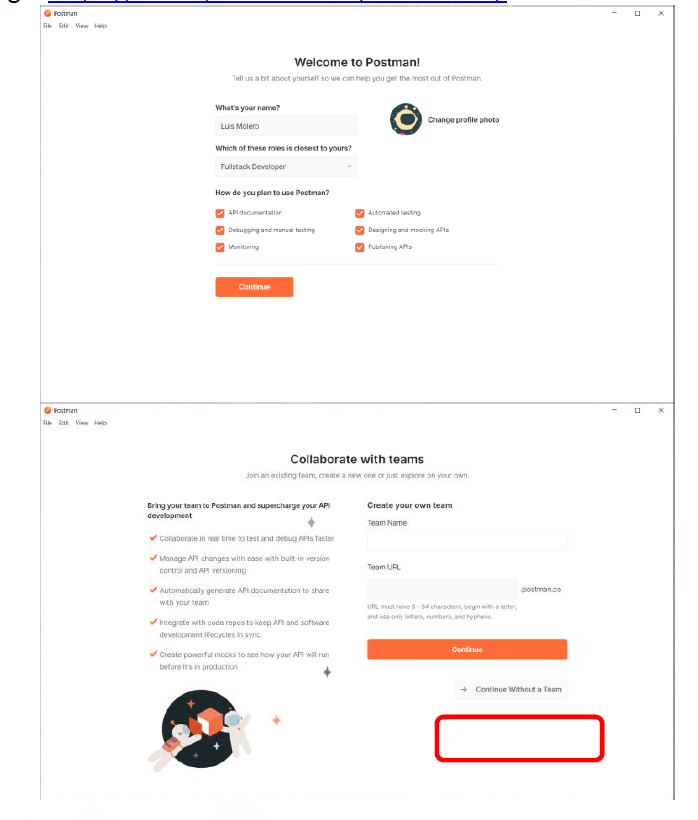 Postman
File Edit View Help
Welcome to Postman!
Tell us a bit about yourself so we can help you get the most out of Postman.
What's your name?
Luis Molero
Change profile photo
Which of these roles is closest to yours?
Fullstack Developer
How do you plan to use Postman?
API documentation
Automated testing
Debugging and manual testing
Designing and mocking APIs
Monitoring
Publishing APIs
Continue
Postman
File Edit View Help
Collaborate with teams
Join an existing team, create a new one or just explore on your own.
Bring your team to Postman and supercharge your API
development
Collaborate in real time to test and debug APIs faster
Manage API changes with ease with built-in version
control and API versioning
Automatically generate API documentation to share
with your team
Integrate with code repos to keep API and software
development lifecycles in sync
Create powerful mocks to see how your API will run
before it's in production
Create your own team
Team Name
Team URL
.postman.co
URL must have 6 - 64 characters, begin with a letter,
and use only letters, numbers, and hyphens.
Continue
→ Continue Without a Team